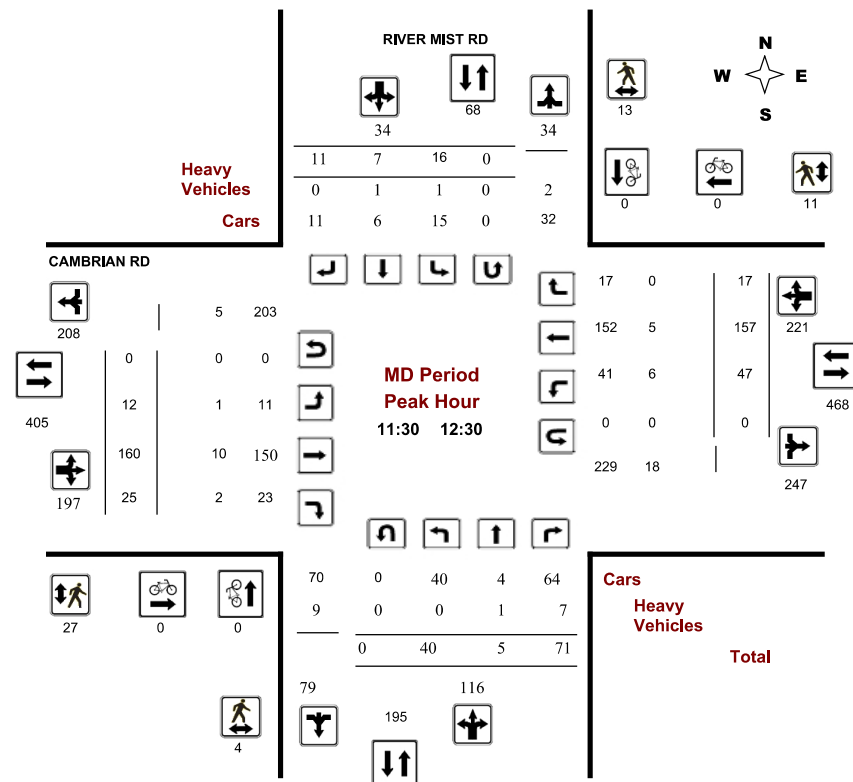 RIVER MIST RD
N
W E
S
68
13
34 34
11 7 16 0
Heavy
Vehicles
0 1 1 0 2
Cars
11 6 15 0 32
0 0 11
CAMBRIAN RD
208
5 203
17 0 17
0 0 0
152 5 157 221
405
12 1 11
MD Period
Peak Hour
11:30 12:30
41 6 47
468
0 0 0
160 10 150
229 18
247
197
25 2 23
70 0 40 4 64
Cars
9 0 0 1 7
Heavy
Vehicles
27 0 0
0 40 5 71
Total
79 116
195
4